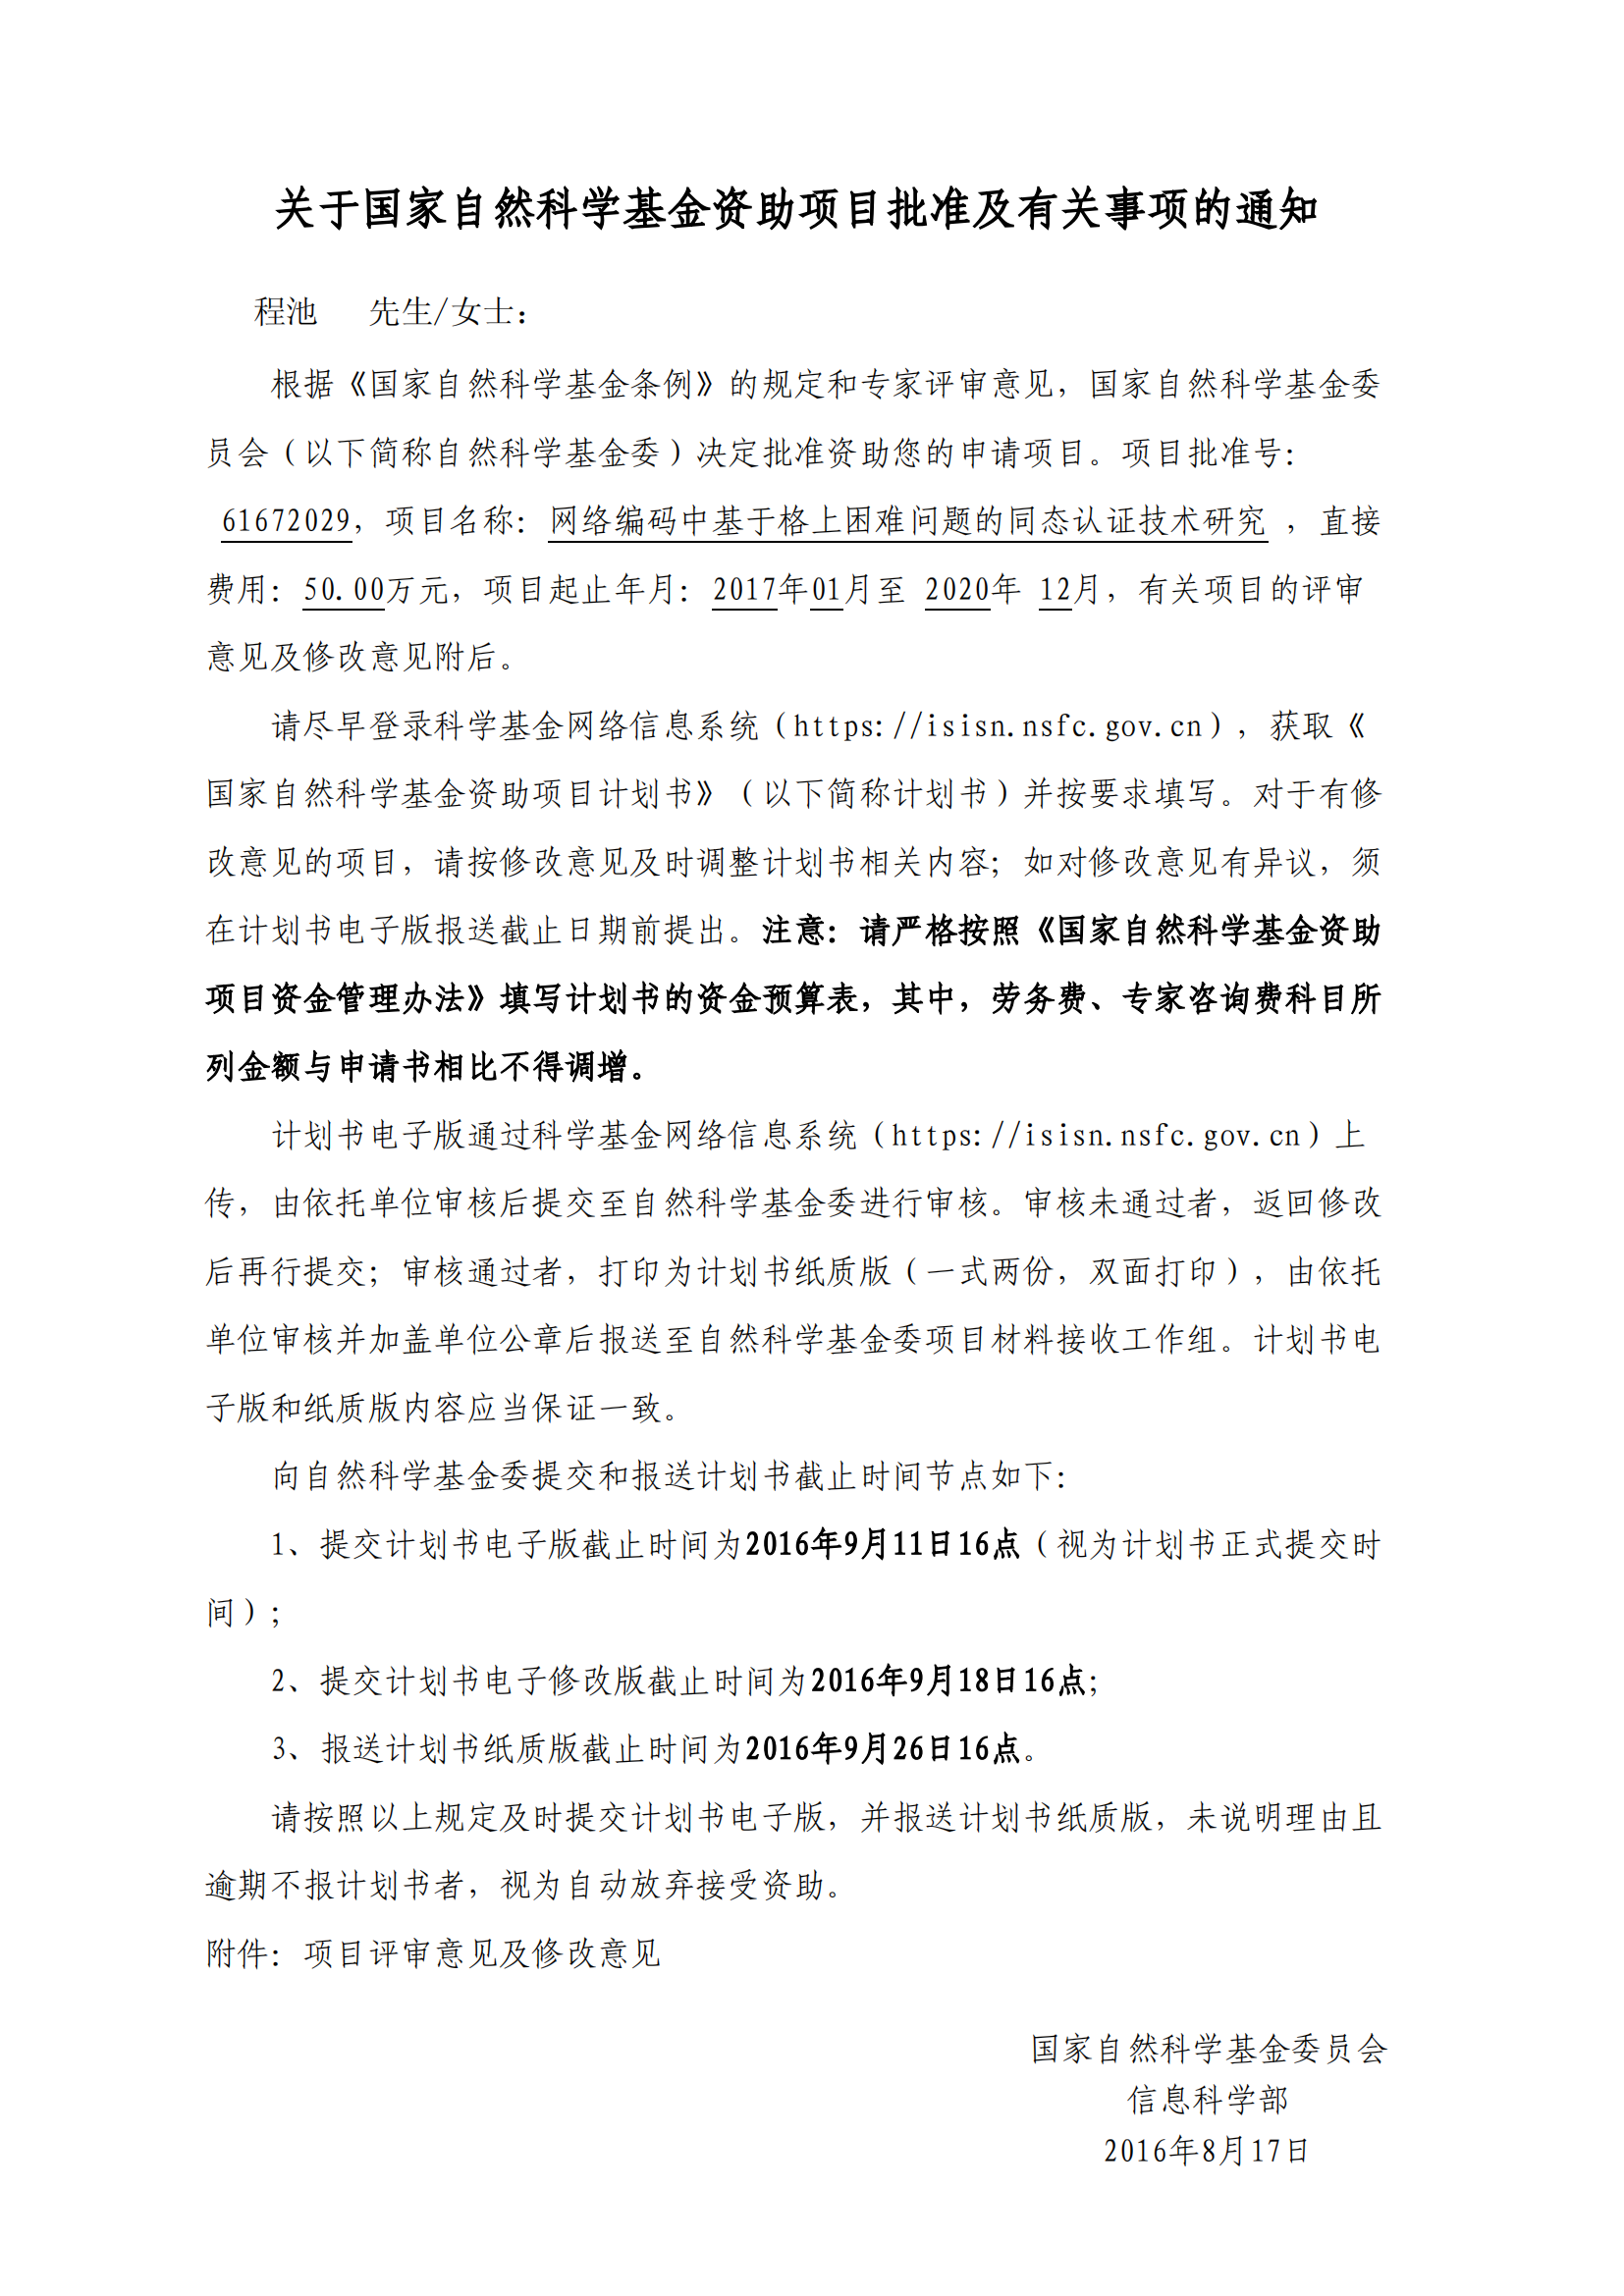 关于国家自然科学基金资助项目批准及有关事项的通知
程池 先生/女士：
根据《国家自然科学基金条例》的规定和专家评审意见，国家自然科学基金委
员会（以下简称自然科学基金委）决定批准资助您的申请项目。项目批准号：
61672029，项目名称：网络编码中基于格上困难问题的同态认证技术研究 ，直接
费用：50.00万元，项目起止年月：2017年01月至 2020年 12月，有关项目的评审
意见及修改意见附后。
请尽早登录科学基金网络信息系统（https://isisn.nsfc.gov.cn），获取《
国家自然科学基金资助项目计划书》（以下简称计划书）并按要求填写。对于有修
改意见的项目，请按修改意见及时调整计划书相关内容；如对修改意见有异议，须
在计划书电子版报送截止日期前提出。注意：请严格按照《国家自然科学基金资助
项目资金管理办法》填写计划书的资金预算表，其中，劳务费、专家咨询费科目所
列金额与申请书相比不得调增。
计划书电子版通过科学基金网络信息系统（https://isisn.nsfc.gov.cn）上
传，由依托单位审核后提交至自然科学基金委进行审核。审核未通过者，返回修改
后再行提交；审核通过者，打印为计划书纸质版（一式两份，双面打印），由依托
单位审核并加盖单位公章后报送至自然科学基金委项目材料接收工作组。计划书电
子版和纸质版内容应当保证一致。
向自然科学基金委提交和报送计划书截止时间节点如下：
1、提交计划书电子版截止时间为2016年9月11日16点（视为计划书正式提交时
间）；
2、提交计划书电子修改版截止时间为2016年9月18日16点；
3、报送计划书纸质版截止时间为2016年9月26日16点。
请按照以上规定及时提交计划书电子版，并报送计划书纸质版，未说明理由且
逾期不报计划书者，视为自动放弃接受资助。
附件：项目评审意见及修改意见
国家自然科学基金委员会
信息科学部
2016年8月17日